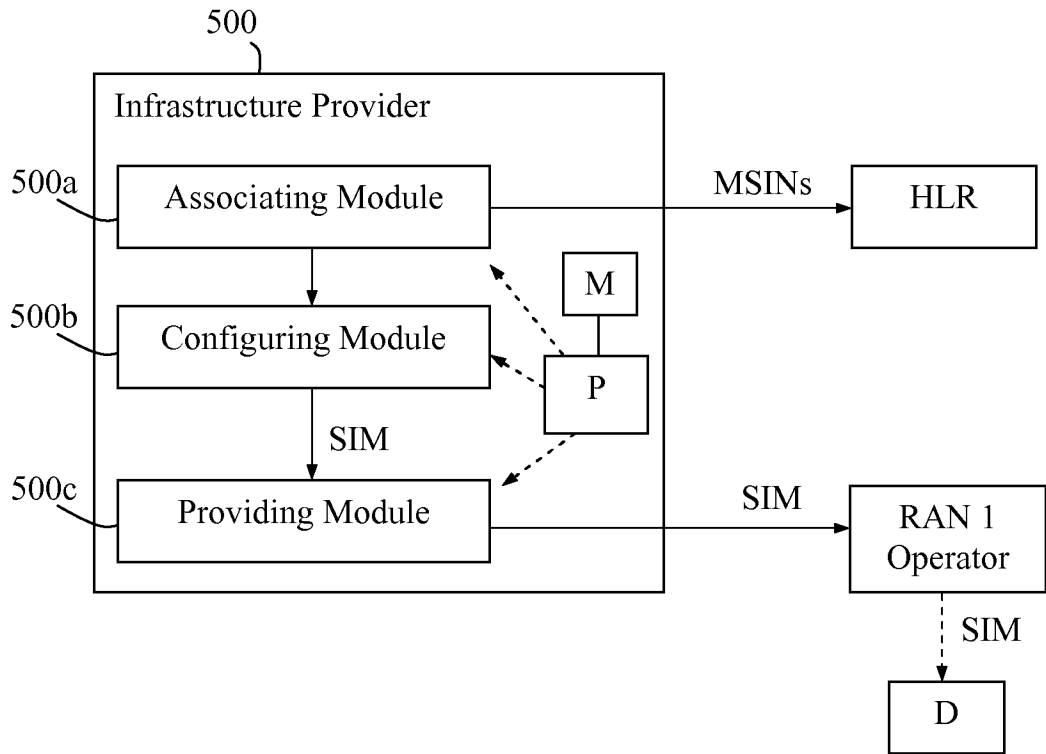 500
Infrastructure Provider
500a
Associating Module
MSINs
HLR
M
500b
Configuring Module
P
SIM
500c
Providing Module
SIM
RAN 1
Operator
SIM
D